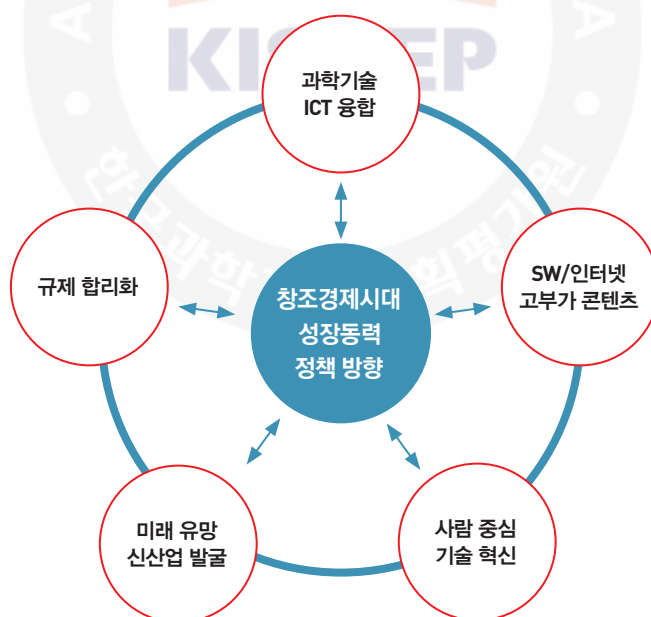 과학기술
ICT 융합
SW/인터넷
고부가 콘텐츠
사람 중심
기술 혁신
미래 유망
신산업 발굴
규제 합리화
창조경제시대
성장동력
정책 방향